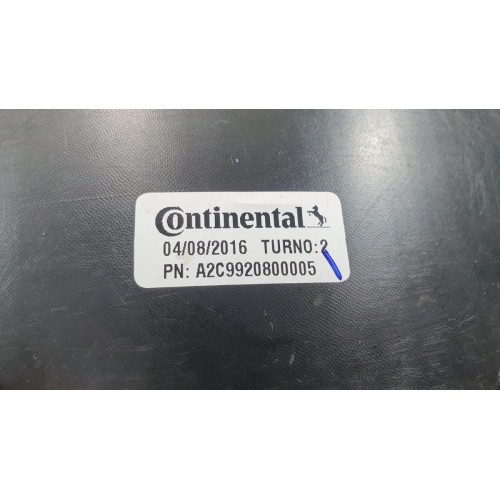 Continental
04/08/2016 TURNO:2
PN: A2C9920800005